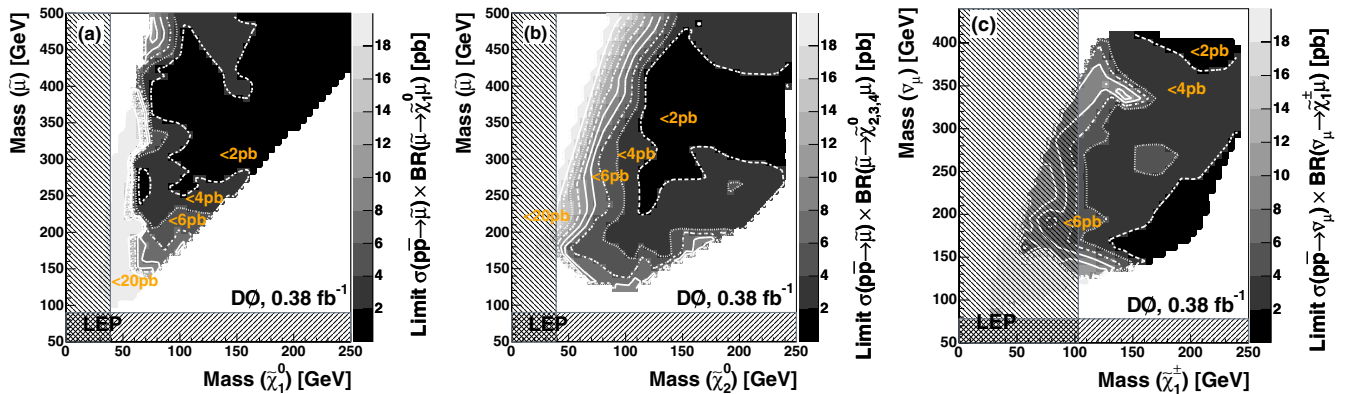 (a)
Mass (μ̃) [GeV]
500
450
400
350
300
250
200
150
100
50
<2pb
<4pb
<6pb
<20pb
DØ, 0.38 fb⁻¹
LEP
0 50 100 150 200 250
Mass (χ̃⁰₁) [GeV]
18
16
14
12
10
8
6
4
2
Limit σ(pp̅→μ̃) × BR(μ̃→χ̃⁰₁μ) [pb]
(b)
Mass (μ̃) [GeV]
500
450
400
350
300
250
200
150
100
50
<2pb
<4pb
<6pb
<20pb
DØ, 0.38 fb⁻¹
LEP
0 50 100 150 200 250
Mass (χ̃⁰₂) [GeV]
18
16
14
12
10
8
6
4
2
Limit σ(pp̅→μ̃) × BR(μ̃→χ̃⁰₂,₃,₄μ) [pb]
(c)
Mass (ν̃_μ) [GeV]
400
350
300
250
200
150
100
50
<2pb
<4pb
<6pb
DØ, 0.38 fb⁻¹
LEP
0 50 100 150 200 250
Mass (χ̃±₁) [GeV]
18
16
14
12
10
8
6
4
2
Limit σ(pp̅→ν̃_μ) × BR(ν̃_μ→χ̃±₁μ) [pb]